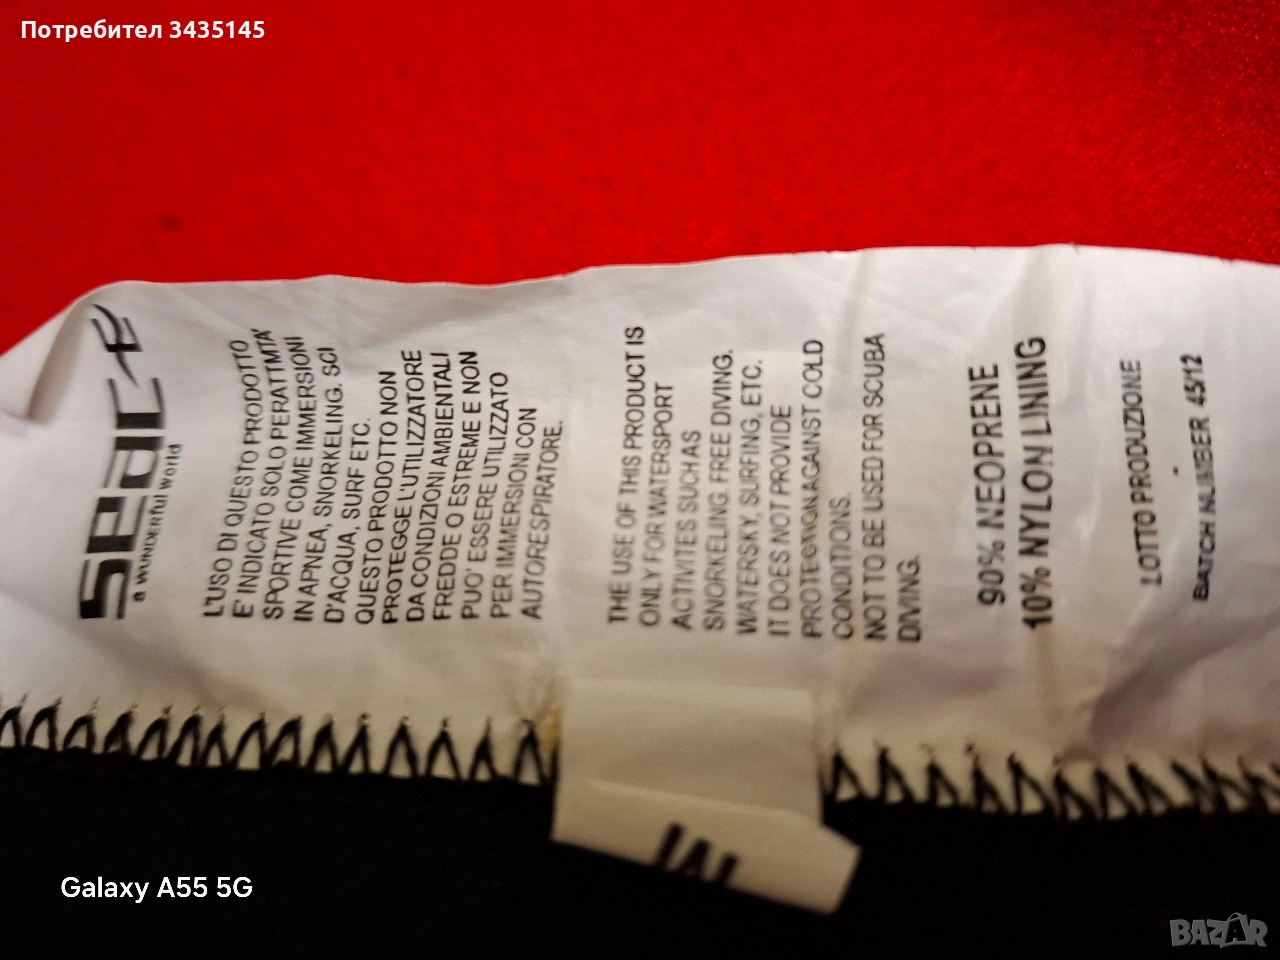 Потребител 3435145
seac
a WUNDERful world
L'USO DI QUESTO PRODOTTO
E' INDICATO SOLO PER ATTIVITA'
SPORTIVE COME IMMERSIONI
IN APNEA, SNORKELING. SCI
D'ACQUA, SURF ETC.
QUESTO PRODOTTO NON
PROTEGGE L'UTILIZZATORE
DA CONDIZIONI AMBIENTALI
FREDDE O ESTREME E NON
PUO' ESSERE UTILIZZATO
PER IMMERSIONI CON
AUTORESPIRATORE.
THE USE OF THIS PRODUCT IS
ONLY FOR WATERSPORT
ACTIVITES SUCH AS
SNORKELING. FREE DIVING.
WATERSKY, SURFING, ETC.
IT DOES NOT PROVIDE
PROTECTION AGAINST COLD
CONDITIONS.
NOT TO BE USED FOR SCUBA
DIVING.
90% NEOPRENE
10% NYLON LINING
LOTTO PRODUZIONE
BATCH NUMBER 45/12
Galaxy A55 5G
BAZAR